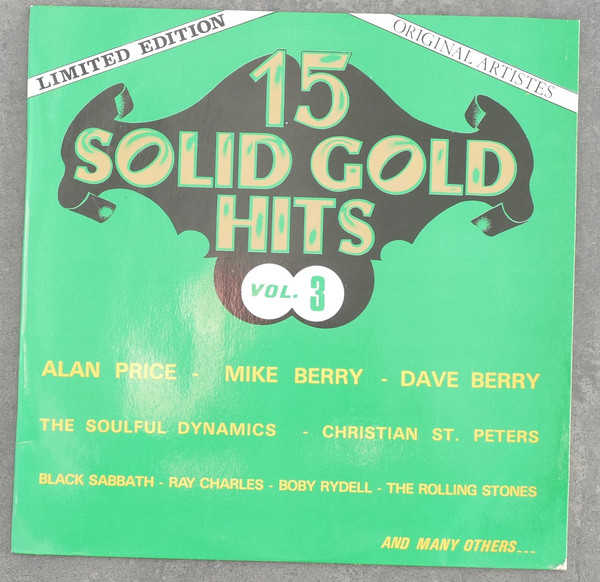 LIMITED EDITION
ORIGINAL ARTISTES
15
SOLID GOLD
HITS
VOL. 3
ALAN PRICE - MIKE BERRY - DAVE BERRY
THE SOULFUL DYNAMICS - CHRISTIAN ST. PETERS
BLACK SABBATH - RAY CHARLES - BOBY RYDELL - THE ROLLING STONES
AND MANY OTHERS...